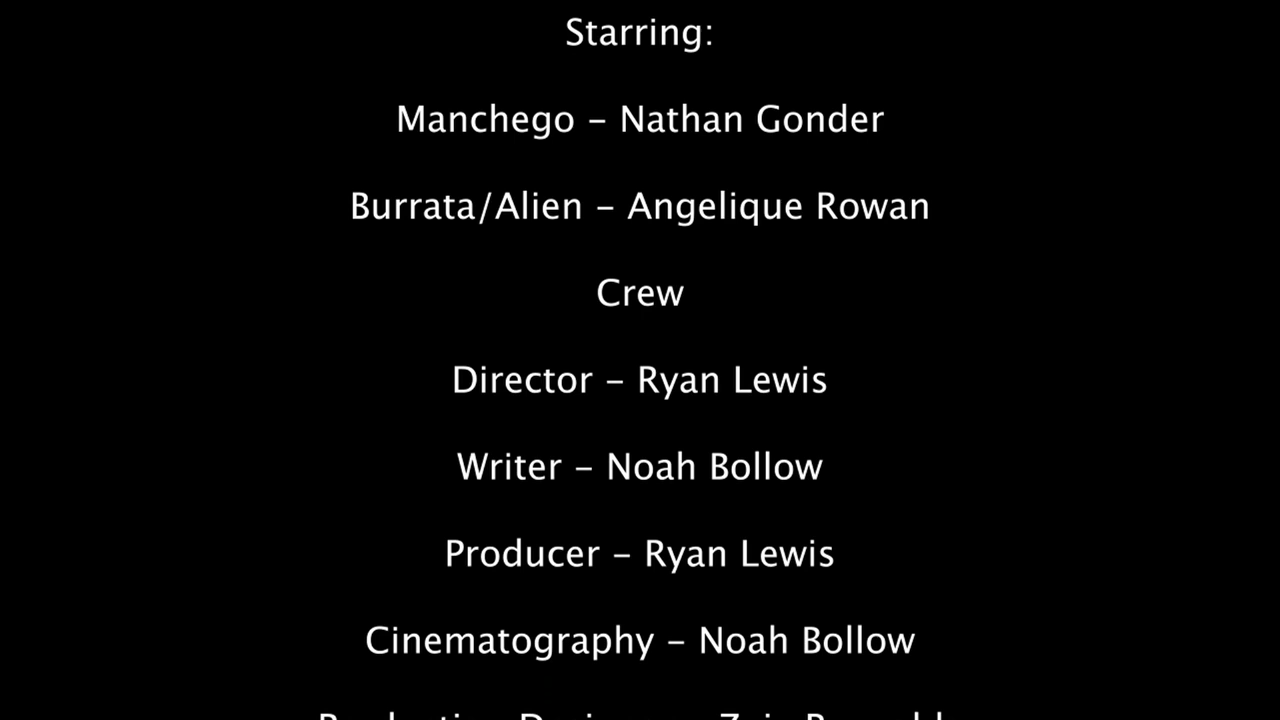 Starring:
Manchego – Nathan Gonder
Burrata/Alien – Angelique Rowan
Crew
Director – Ryan Lewis
Writer – Noah Bollow
Producer – Ryan Lewis
Cinematography – Noah Bollow